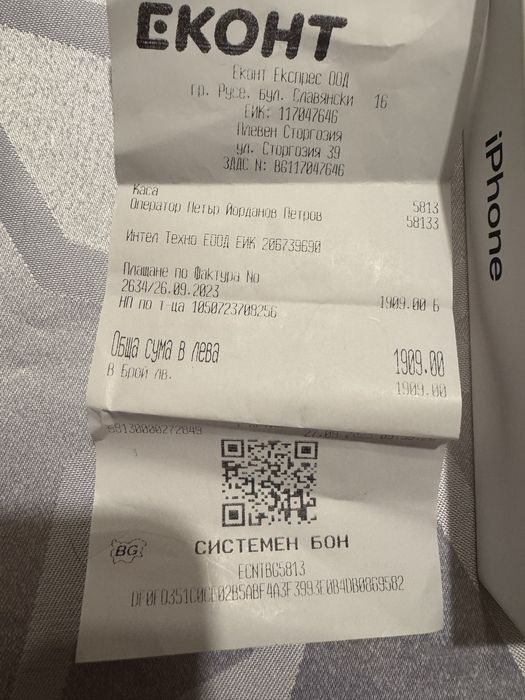 ЕКОНТ
Еконт Експрес ООД
гр. Русе. бул. Славянски 16
ЕИК: 117047646
Плевен Сторгозия
ул. Сторгозия 39
ЗДДС N: BG117047646
Каса 5813
Оператор Петър Йорданов Петров 58133
Интел Техно ЕООД ЕИК 206739690
Плащане по Фактура No
2634/26.09.2023 1909.00 Б
НП по т-ца 1050723709256
Обща сума в лева 1909.00
В Брой лв. 1909.00
58130000272849
BG
СИСТЕМЕН БОН
ECNTBG5813
iPhone